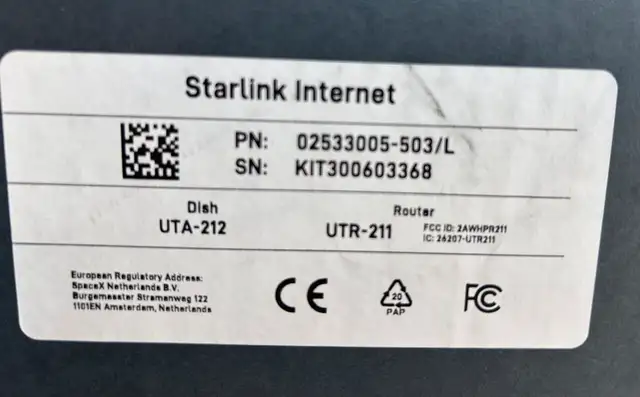 Starlink Internet
PN: 02533005-503/L
SN: KIT300603368
Dish
UTA-212
Router
UTR-211
FCC ID: 2AWHPR211
IC: 26207-UTR211
European Regulatory Address:
SpaceX Netherlands B.V.
Burgemeester Stramanweg 122
1101EN Amsterdam, Netherlands
CE
20
PAP
FC